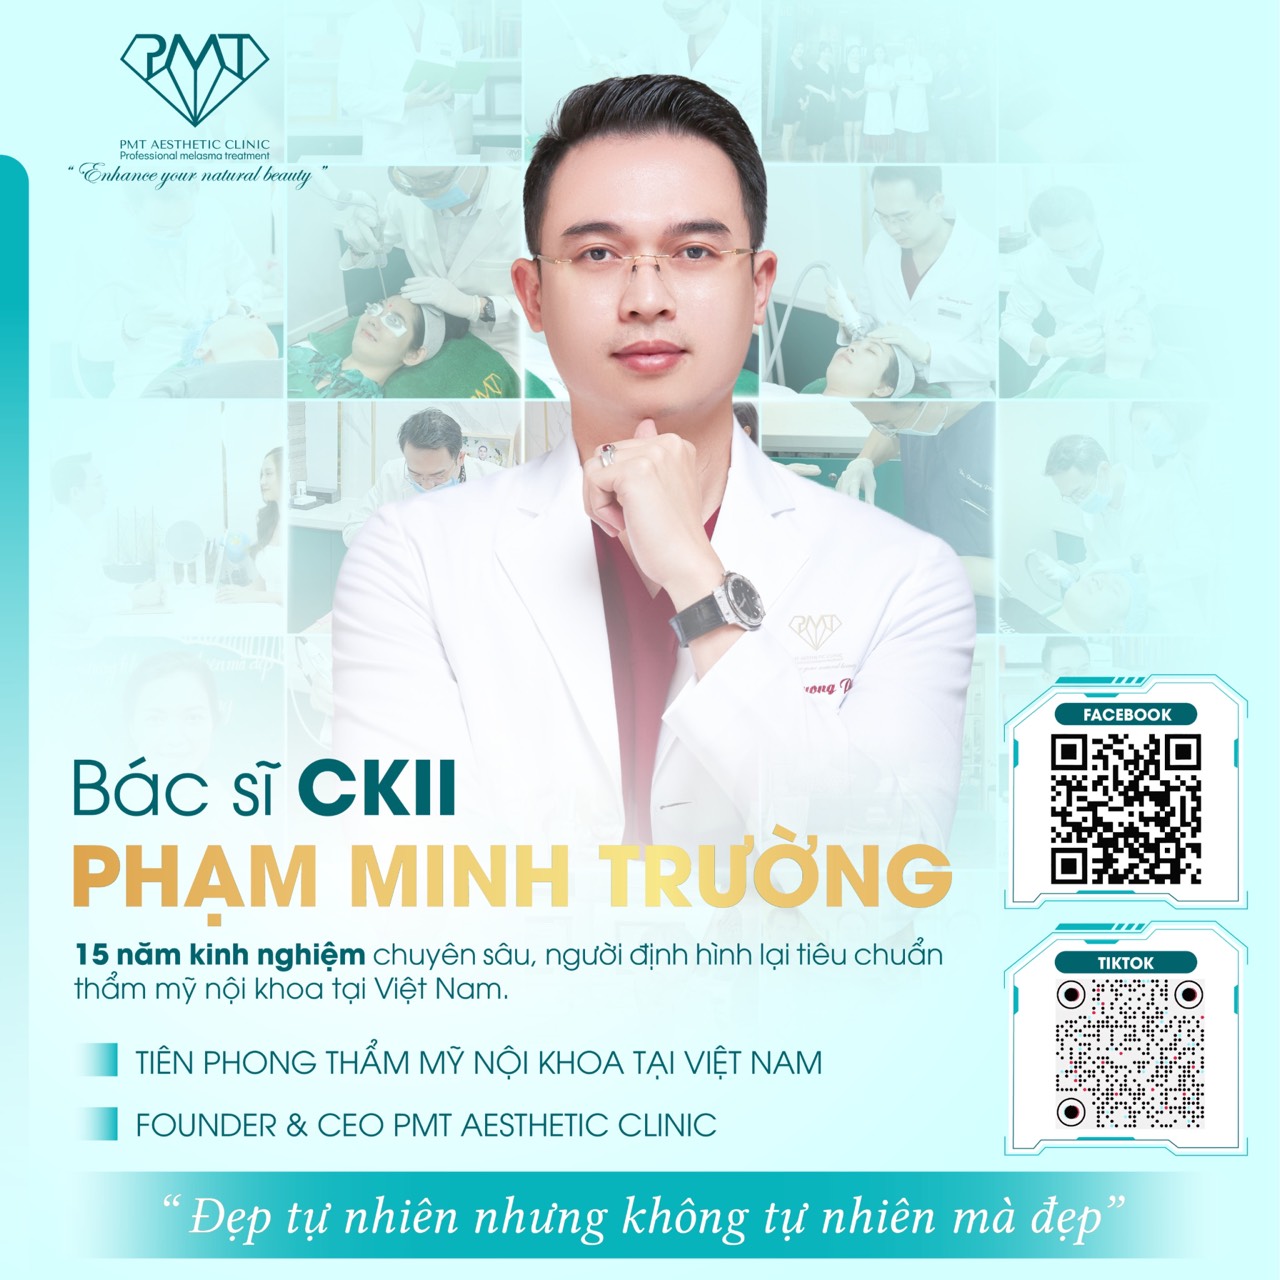 PMT
PMT AESTHETIC CLINIC
Professional melasma treatment
“ Enhance your natural beauty ”
PMT
PMT
Bác sĩ CKII
PHẠM MINH TRƯỜNG
15 năm kinh nghiệm chuyên sâu, người định hình lại tiêu chuẩn
thẩm mỹ nội khoa tại Việt Nam.
TIÊN PHONG THẨM MỸ NỘI KHOA TẠI VIỆT NAM
FOUNDER & CEO PMT AESTHETIC CLINIC
FACEBOOK
TIKTOK
“ Đẹp tự nhiên nhưng không tự nhiên mà đẹp”